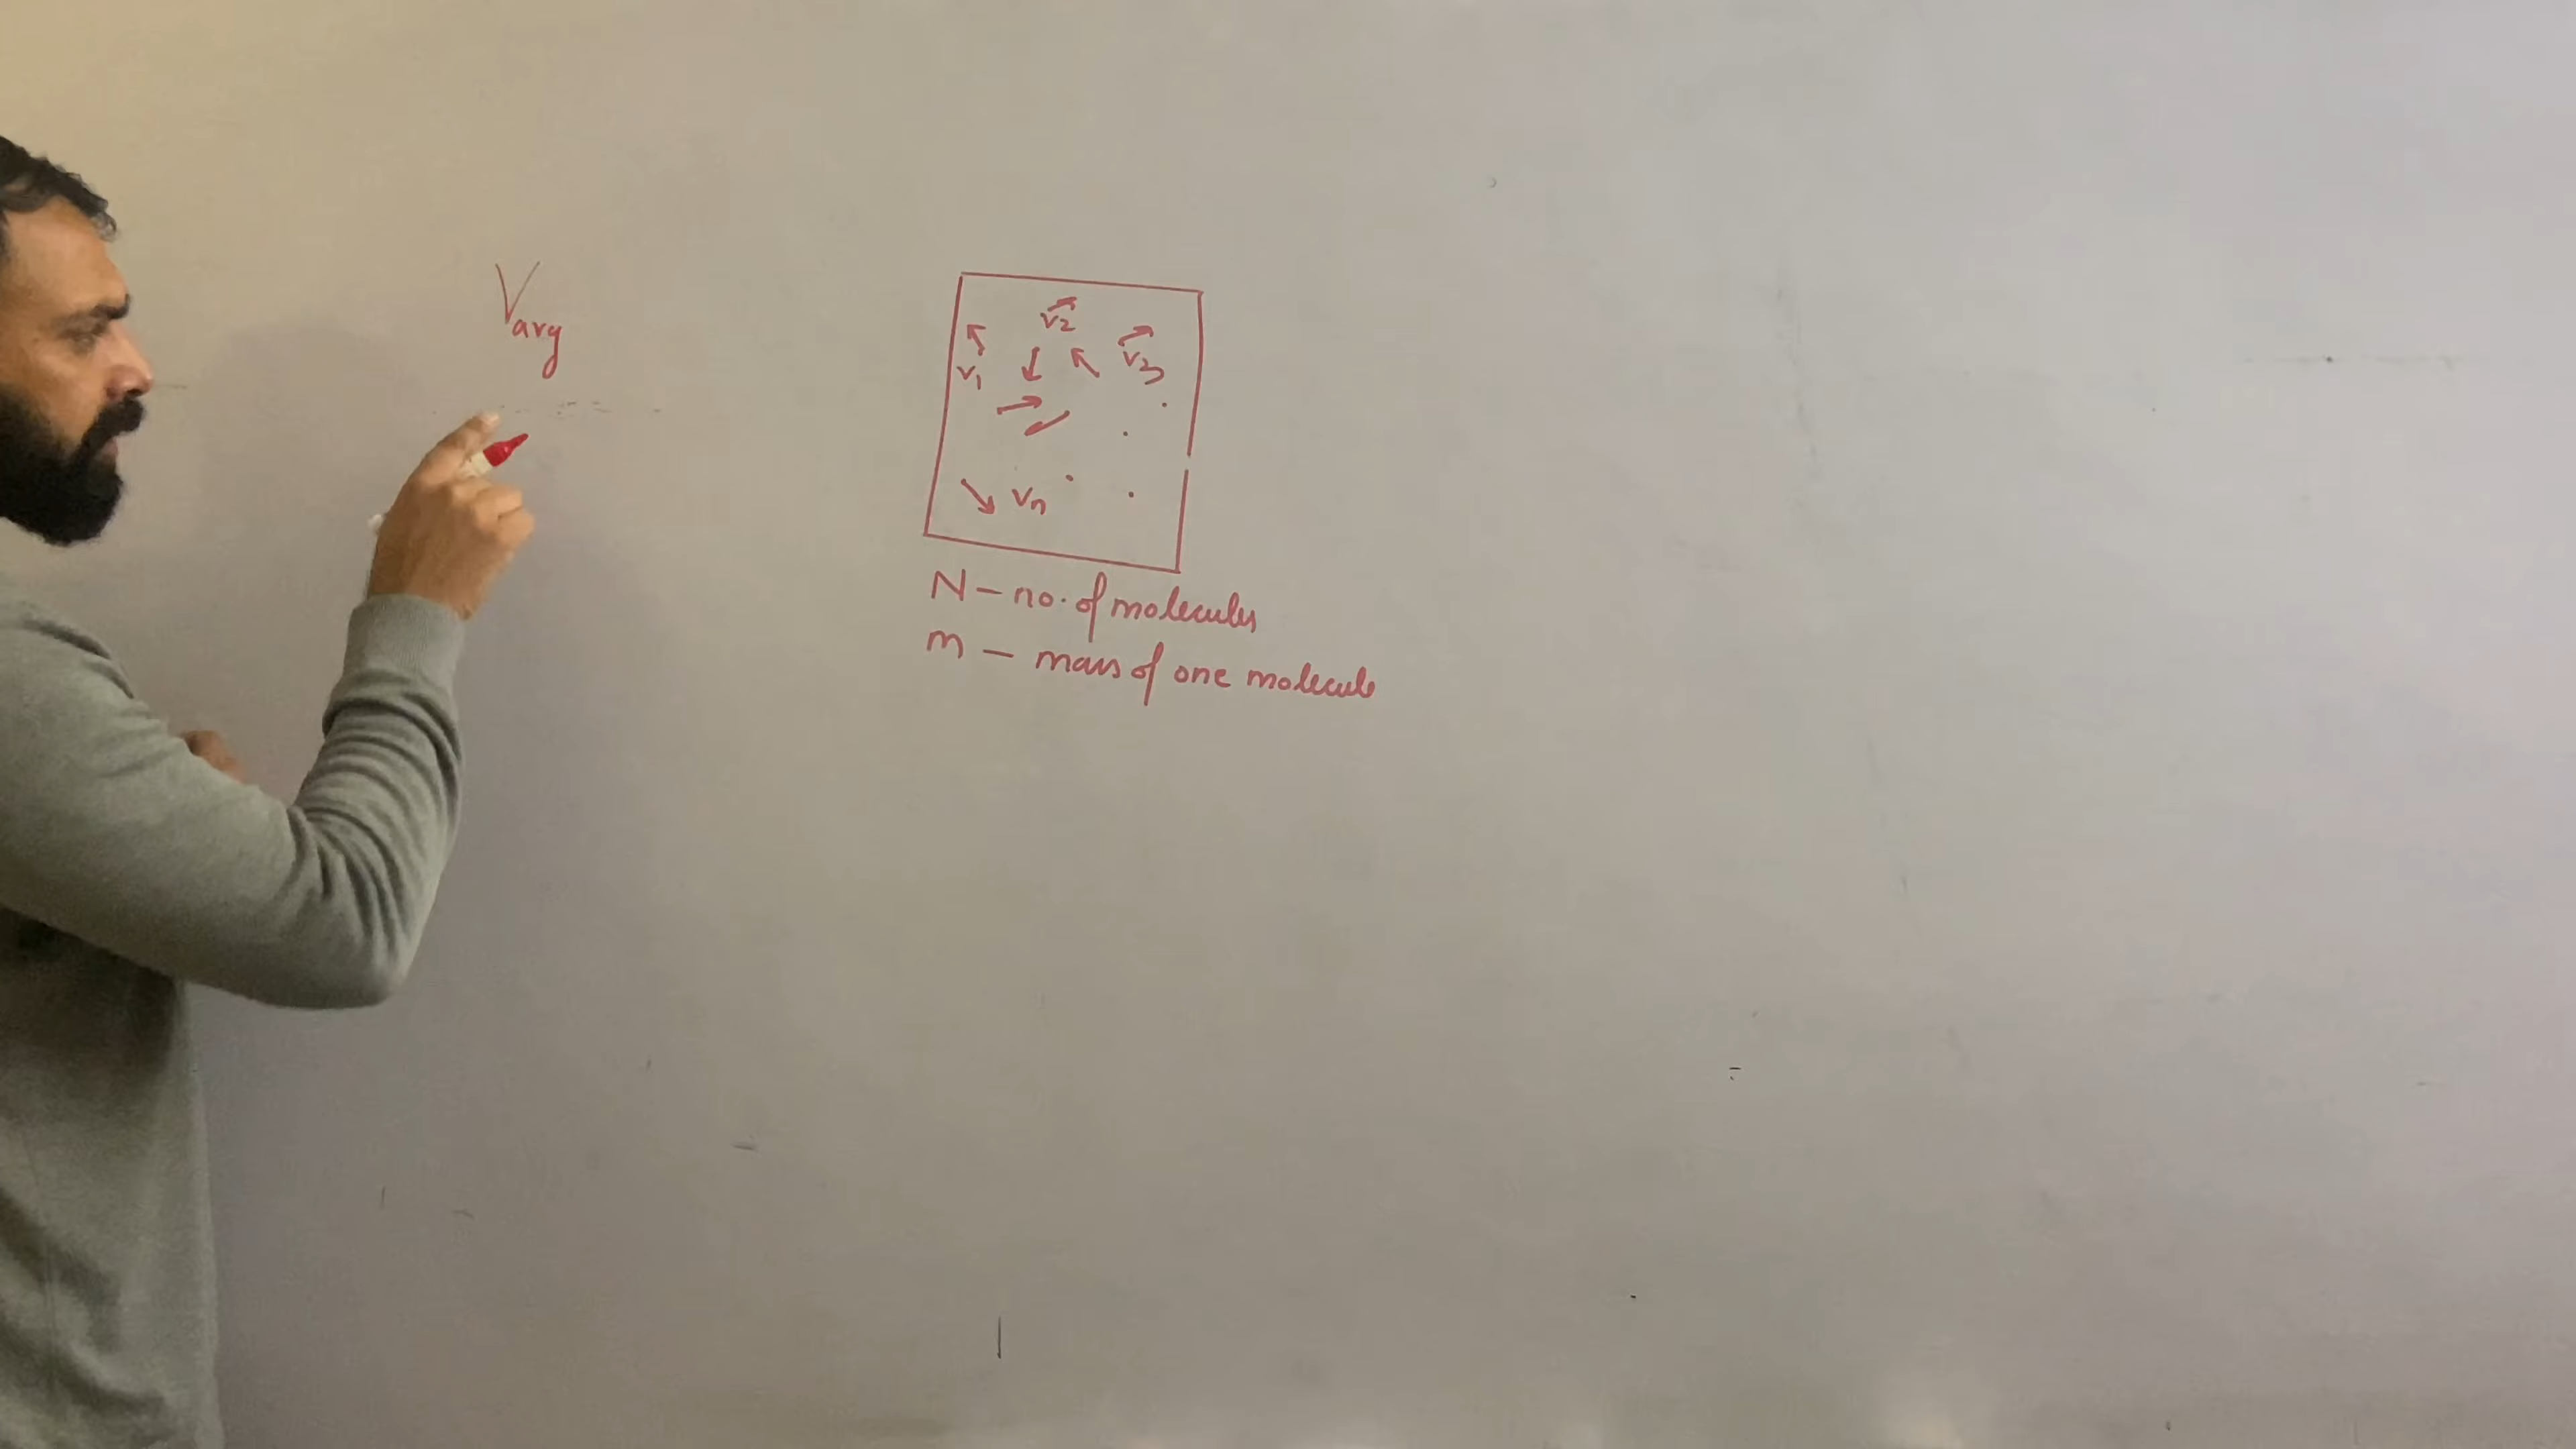 Vavg
v1
v2
v3
vn
N – no. of molecules
m – mass of one molecule